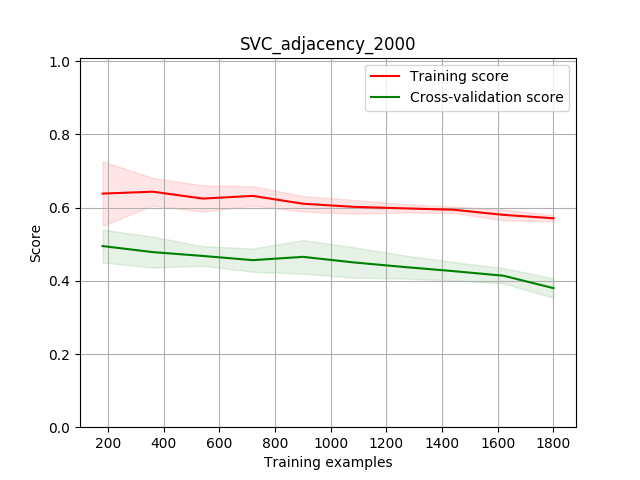 SVC_adjacency_2000
Training score
Cross-validation score
1.0
0.8
0.6
0.4
0.2
0.0
Score
200 400 600 800 1000 1200 1400 1600 1800
Training examples